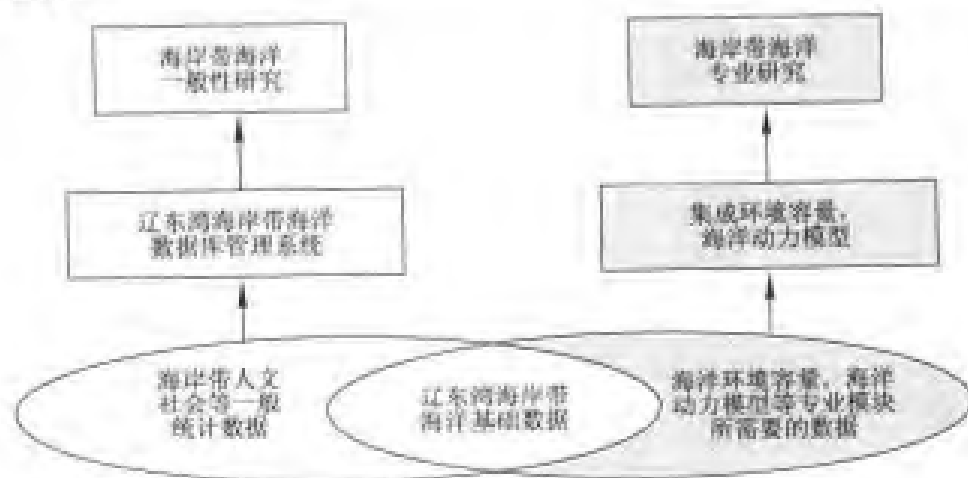 海岸带海洋
一般性研究
海岸带海洋
专业研究
辽东湾海岸带海洋
数据库管理系统
集成环境容量,
海洋动力模型
海岸带人文
社会等一般
统计数据
辽东湾海岸带
海洋基础数据
海洋环境容量，海洋
动力模型等专业模块
所需要的数据